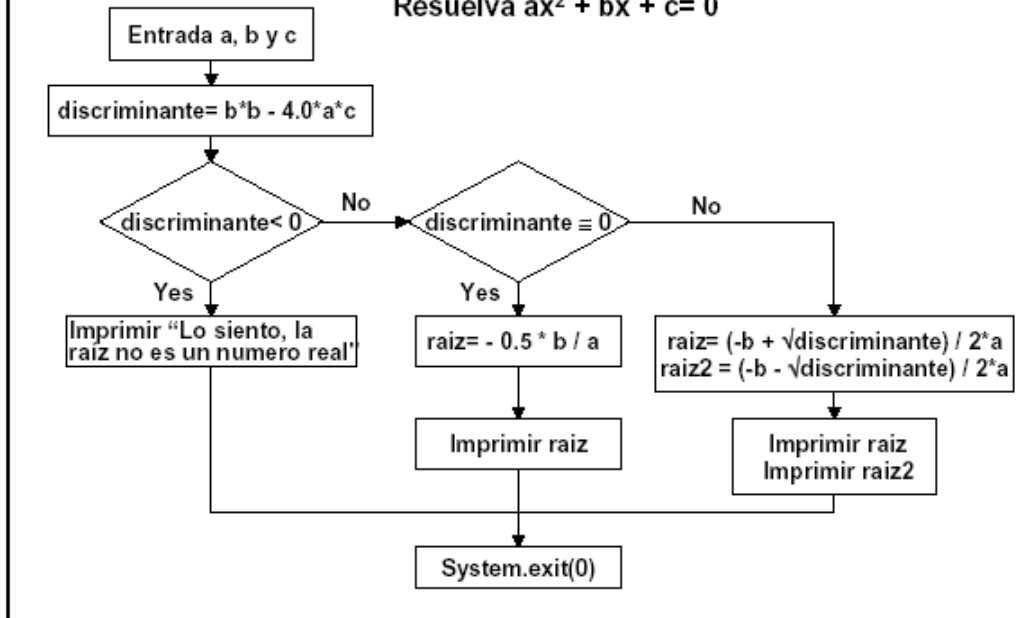 Resuelva ax² + bx + c= 0
Entrada a, b y c
discriminante= b*b - 4.0*a*c
discriminante< 0
No
discriminante ≡ 0
No
Yes
Yes
Imprimir “Lo siento, la
raiz no es un numero real”
raiz= - 0.5 * b / a
raiz= (-b + √discriminante) / 2*a
raiz2 = (-b - √discriminante) / 2*a
Imprimir raiz
Imprimir raiz
Imprimir raiz2
System.exit(0)